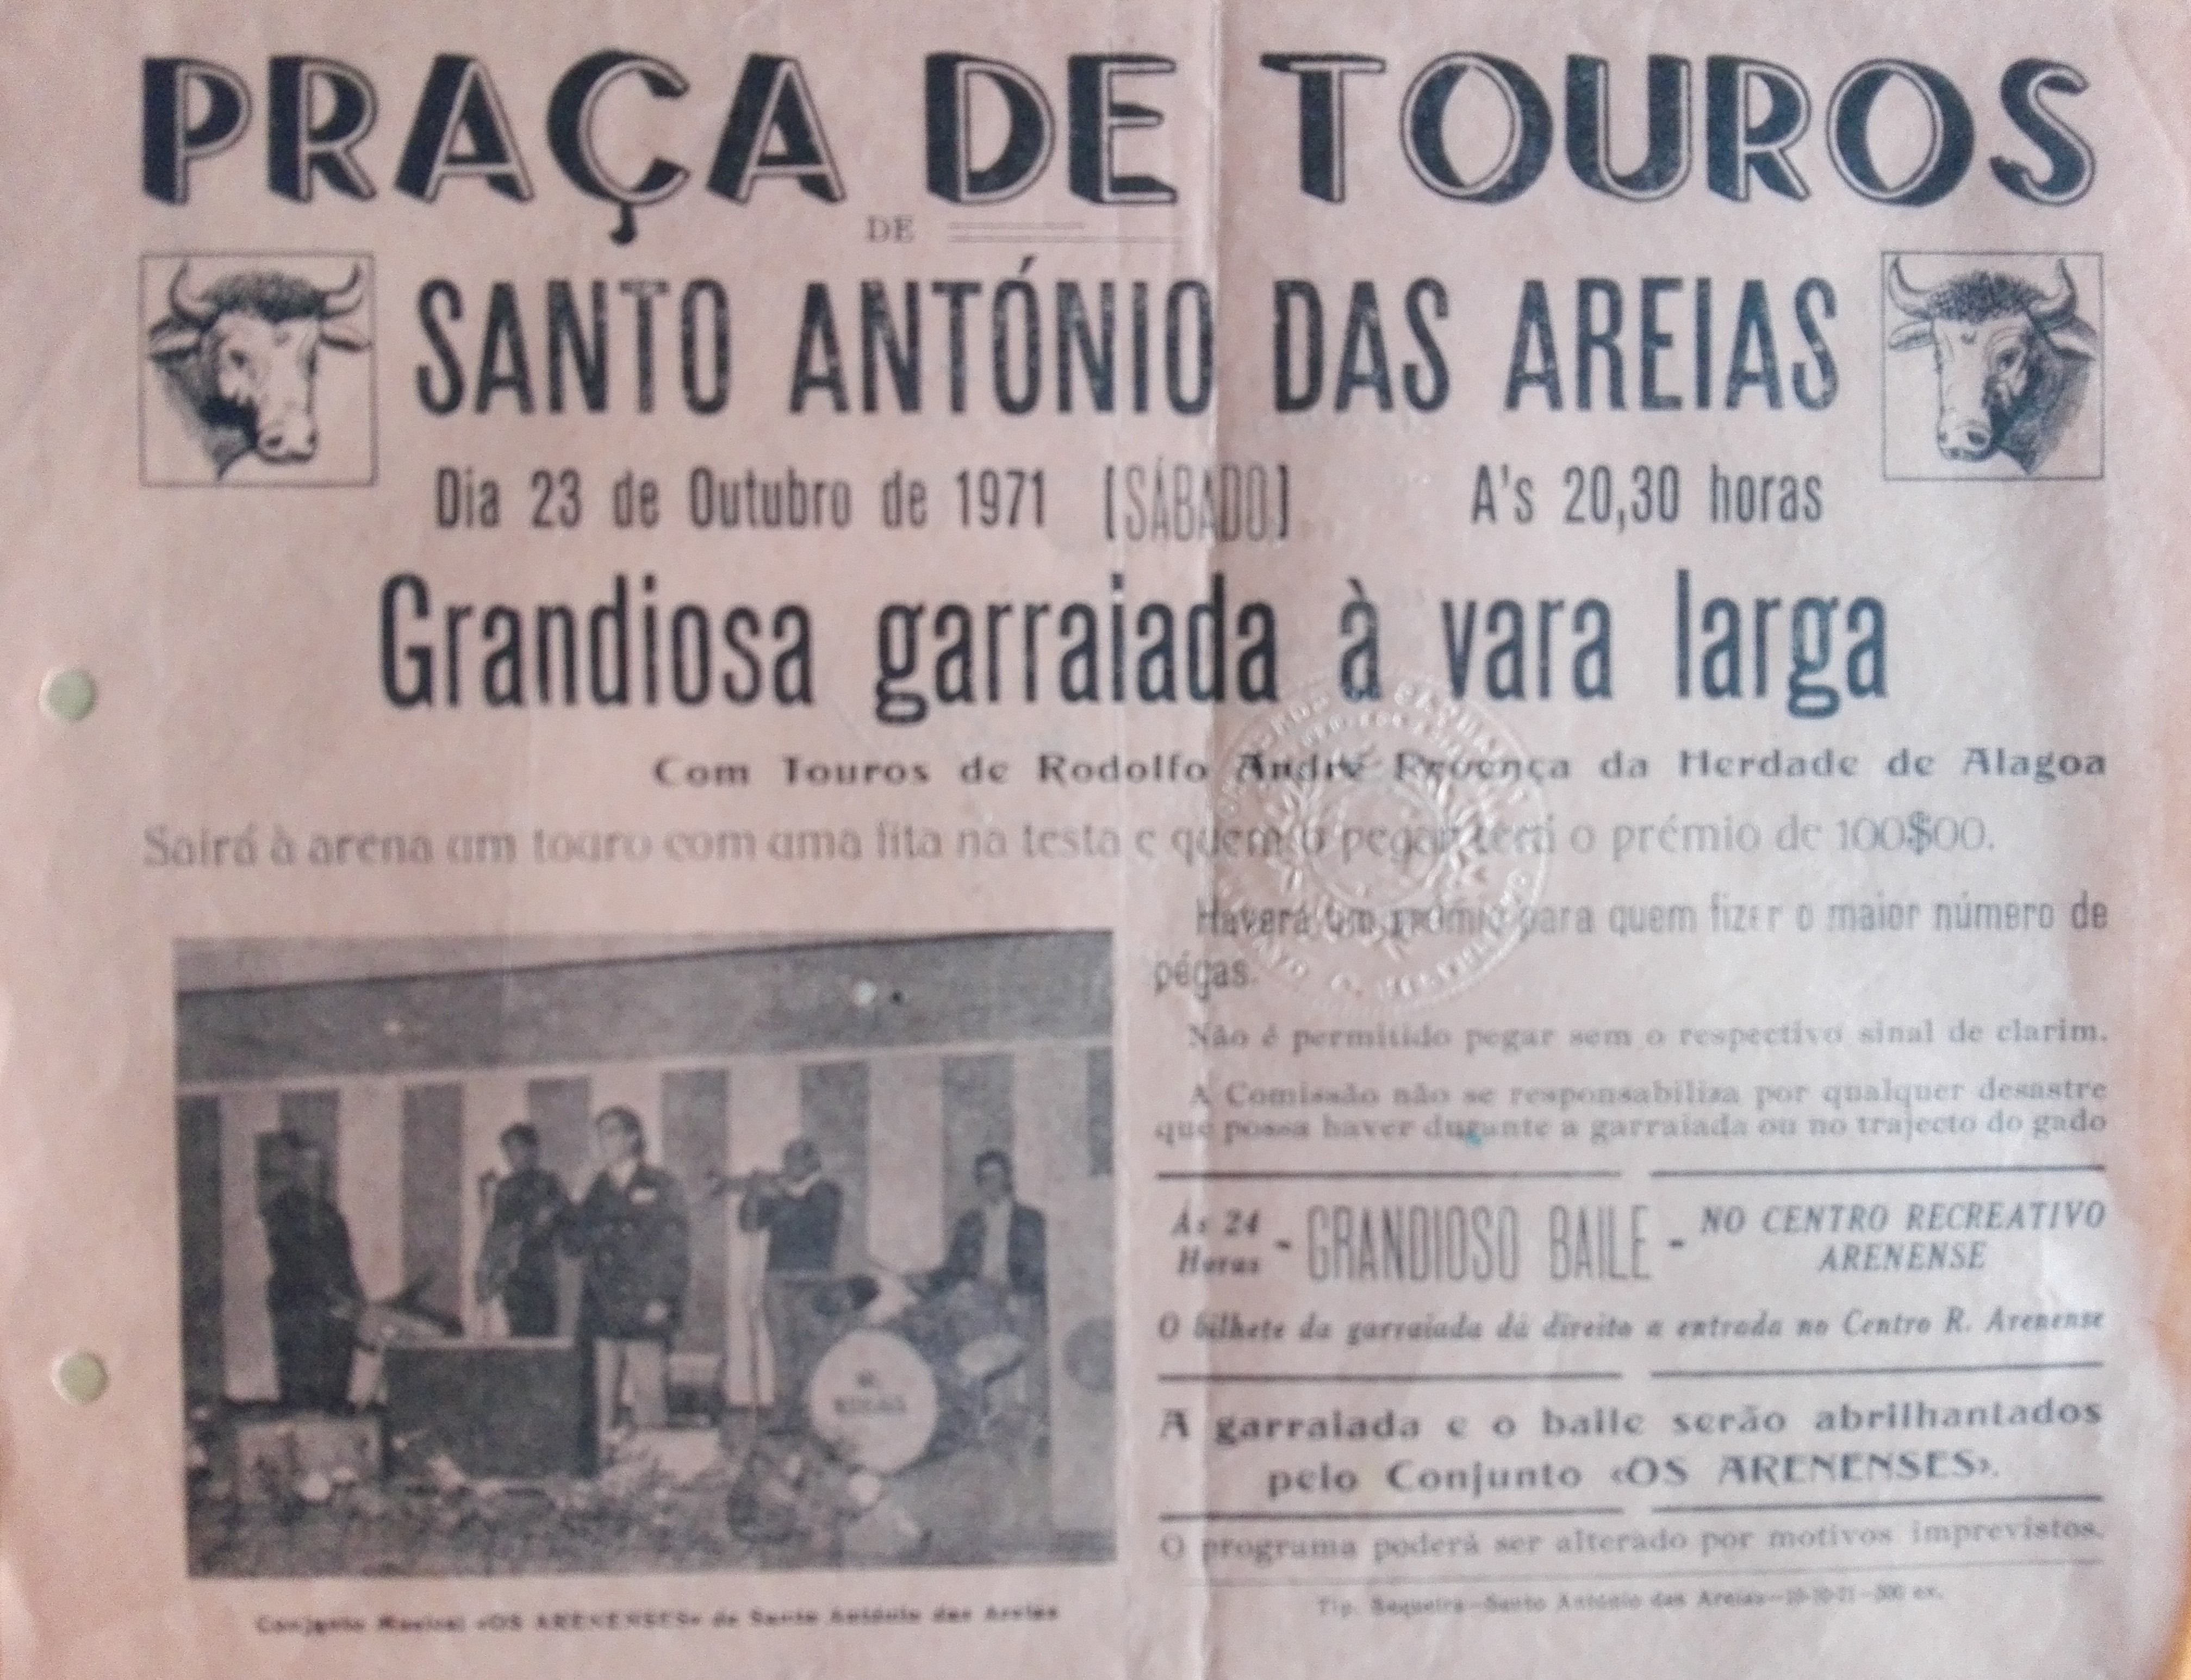 PRAÇA DE TOUROS
DE
SANTO ANTÓNIO DAS AREIAS
Dia 23 de Outubro de 1971 [SÁBADO] A's 20,30 horas
Grandiosa garraiada à vara larga
Com Touros de Rodolfo André Proença da Herdade de Alagoa
Sairá à arena um touro com uma fita na testa e quem o pegar terá o prémio de 100$00.
Haverá um prémio para quem fizer o maior número de
pégas.
Não é permitido pegar sem o respectivo sinal de clarim.
A Comissão não se responsabiliza por qualquer desastre
que possa haver durante a garraiada ou no trajecto do gado
Ás 24 Horas - GRANDIOSO BAILE - NO CENTRO RECREATIVO
ARENENSE
O bilhete da garraiada dá direito a entrada no Centro R. Arenense
A garraiada e o baile serão abrilhantados
pelo Conjunto «OS ARENENSES».
O programa poderá ser alterado por motivos imprevistos.
Conjunto Musical «OS ARENENSES» de Santo António das Areias
Tip. Sequeira—Santo António das Areias—10-10-71—500 ex.